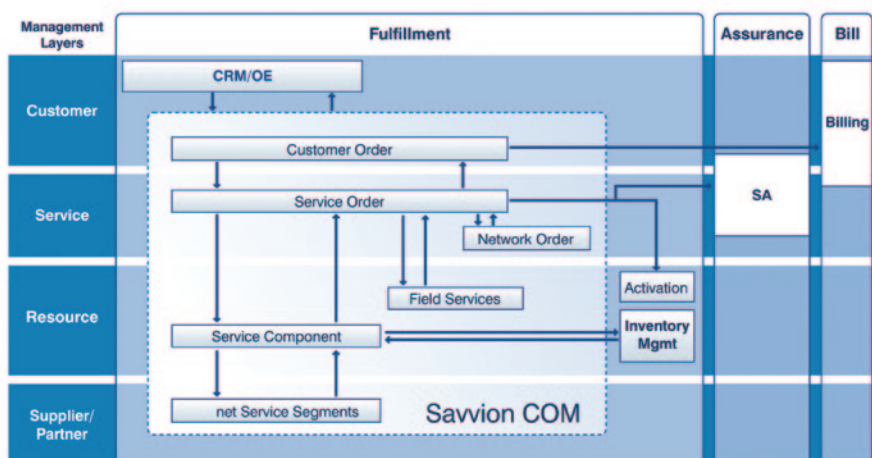 Management
Layers
Fulfillment
Assurance
Bill
CRM/OE
Customer
Billing
Customer Order
Service Order
SA
Service
Network Order
Activation
Field Services
Resource
Inventory
Mgmt
Service Component
net Service Segments
Savvion COM
Supplier/
Partner